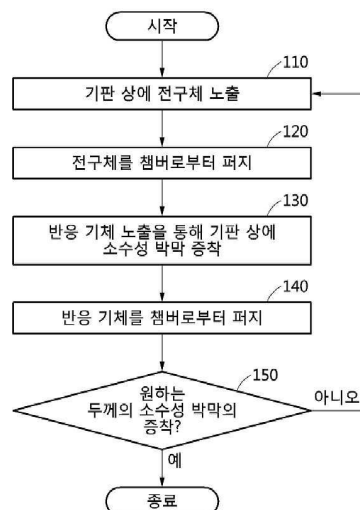 시작
110
기판 상에 전구체 노출
120
전구체를 챔버로부터 퍼지
130
반응 기체 노출을 통해 기판 상에
소수성 박막 증착
140
반응 기체를 챔버로부터 퍼지
150
원하는
두께의 소수성 박막의
증착?
아니오
예
종료